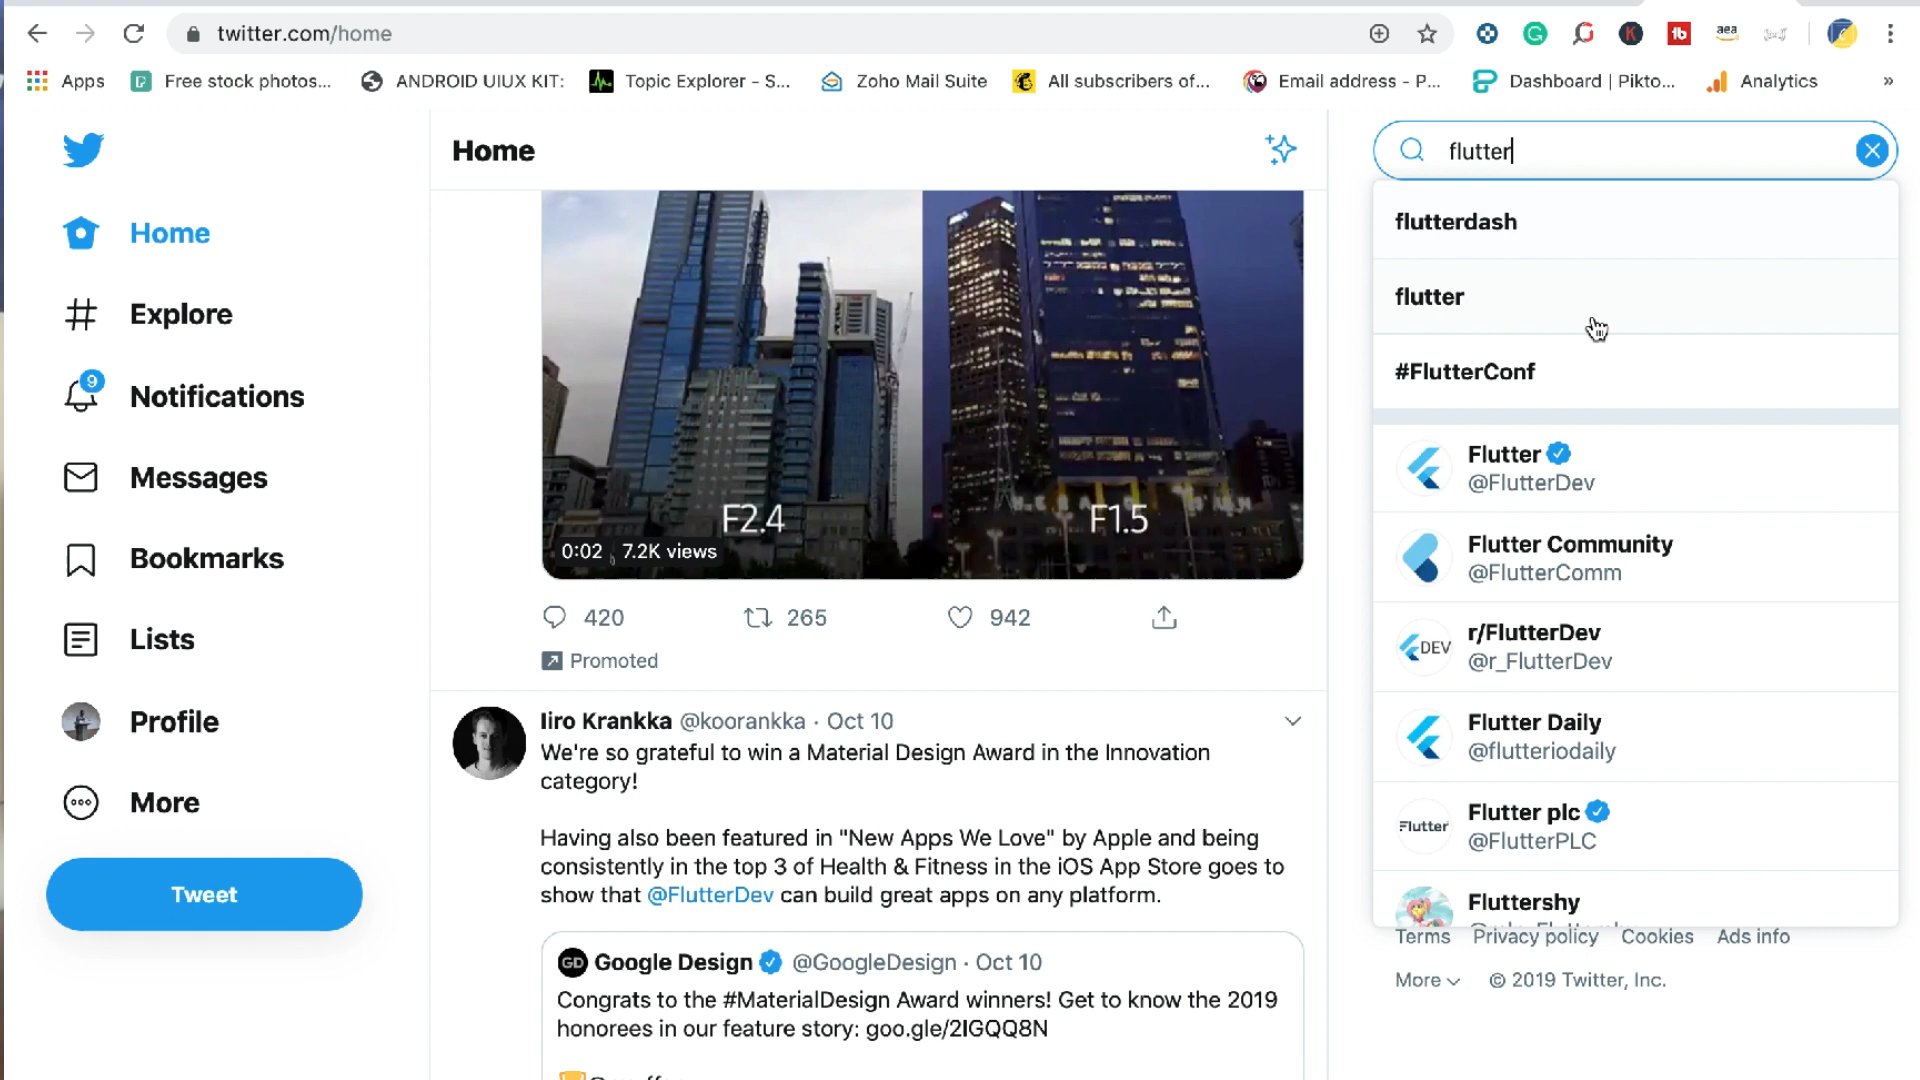 twitter.com/home
Apps
Free stock photos...
ANDROID UIUX KIT:
Topic Explorer - S...
Zoho Mail Suite
All subscribers of...
Email address - P...
Dashboard | Pikto...
Analytics
»
Home
Explore
9
Notifications
Messages
Bookmarks
Lists
Profile
More
Tweet
Home
F2.4
F1.5
0:02
7.2K views
420
265
942
Promoted
Iiro Krankka @koorankka · Oct 10
We're so grateful to win a Material Design Award in the Innovation
category!
Having also been featured in "New Apps We Love" by Apple and being
consistently in the top 3 of Health & Fitness in the iOS App Store goes to
show that @FlutterDev can build great apps on any platform.
GD Google Design @GoogleDesign · Oct 10
Congrats to the #MaterialDesign Award winners! Get to know the 2019
honorees in our feature story: goo.gle/2IGQQ8N
flutter
flutterdash
flutter
#FlutterConf
Flutter
@FlutterDev
Flutter Community
@FlutterComm
DEV
r/FlutterDev
@r_FlutterDev
Flutter Daily
@flutteriodaily
Flutter
Flutter plc
@FlutterPLC
Fluttershy
Terms Privacy policy Cookies Ads info
More © 2019 Twitter, Inc.